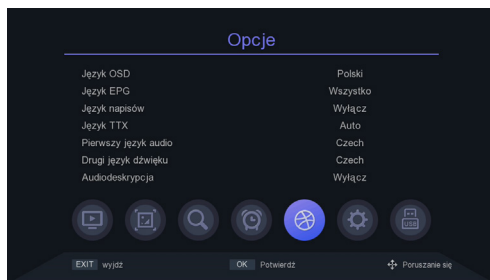 Opcje
Język OSD Polski
Język EPG Wszystko
Język napisów Wyłącz
Język TTX Auto
Pierwszy język audio Czech
Drugi język dźwięku Czech
Audiodeskrypcja Wyłącz
USB
EXIT wyjdź OK Potwierdź Poruszanie się